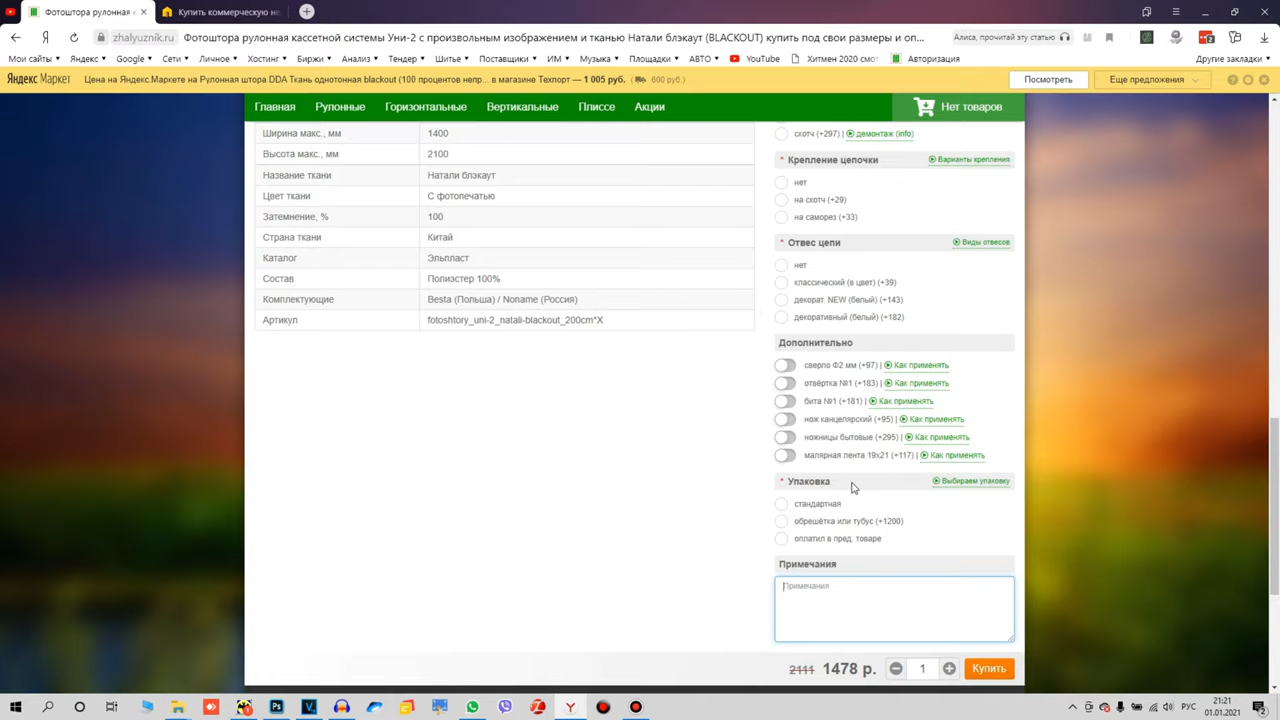 Фотоштора рулонная к
Купить коммерческую не
zhalyuznik.ru
Фотоштора рулонная кассетной системы Уни-2 с произвольным изображением и тканью Натали блэкаут (BLACKOUT) купить под свои размеры и оп..
Алиса, прочитай эту статью
Мои сайты
Яндекс
Google
Сети
Хостинг
Биржи
Анализ
Тендер
Шитье
Поставщики
ИМ
Музыка
Площадки
АВТО
YouTube
Хитмен 2020 смот
Авторизация
Другие закладки
Яндекс Маркет
Цена на Яндекс.Маркете на Рулонная штора DDA Ткань однотонная blackout (100 процентов непр... в магазине Техпорт — 1 005 руб.
600 руб.
Посмотреть
Еще предложения
Главная
Рулонные
Горизонтальные
Вертикальные
Плиссе
Акции
Нет товаров
Ширина макс., мм 1400
Высота макс., мм 2100
Название ткани Натали блэкаут
Цвет ткани С фотопечатью
Затемнение, % 100
Страна ткани Китай
Каталог Эльпласт
Состав Полиэстер 100%
Комплектующие Besta (Польша) / Noname (Россия)
Артикул fotoshtory_uni-2_natali-blackout_200cm*X
скотч (+297) | демонтаж (info)
* Крепление цепочки Варианты крепления
нет
на скотч (+29)
на саморез (+33)
* Отвес цепи Виды отвесов
нет
классический (в цвет) (+39)
декорат. NEW (белый) (+143)
декоративный (белый) (+182)
Дополнительно
сверло Ф2 мм (+97) | Как применять
отвёртка №1 (+183) | Как применять
бита №1 (+181) | Как применять
нож канцелярский (+95) | Как применять
ножницы бытовые (+295) | Как применять
малярная лента 19х21 (+117) | Как применять
* Упаковка Выбираем упаковку
стандартная
обрешётка или тубус (+1200)
оплатил в пред. товаре
Примечания
Примечания
2111 1478 р. 1 Купить
РУС
21:21
01.01.2021
2